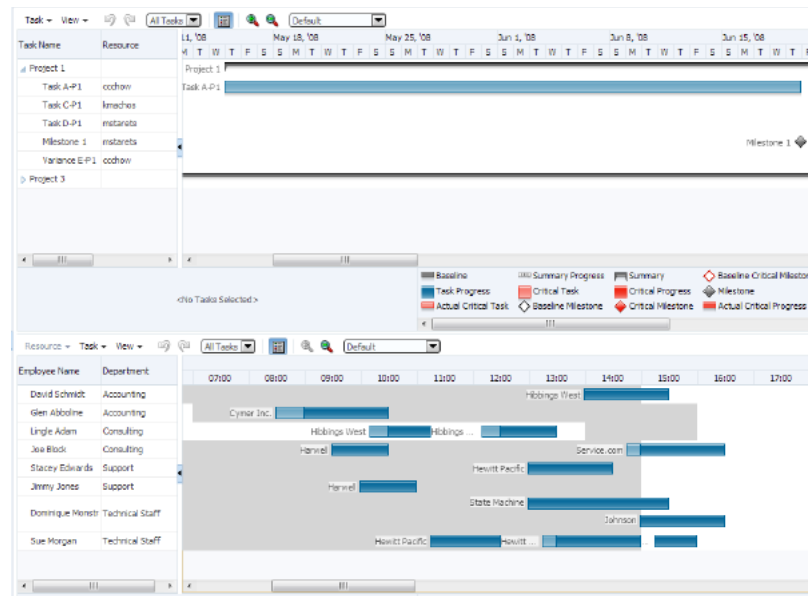 Task View All Tasks Default
Task Name Resource 11, '08 May 18, '08 May 25, '08 Jun 1, '08 Jun 8, '08 Jun 15, '08
M T W T F S S M T W T F S S M T W T F S S M T W T F S S M T W T F S S M T W T F
Project 1 Project 1
Task A-P1 ccchow Task A-P1
Task C-P1 kmaches
Task D-P1 mstarets
Milestone 1 mstarets Milestone 1
Variance E-P1 ccchow
Project 3
<No Tasks Selected>
Baseline Summary Progress Summary Baseline Critical Milesto
Task Progress Critical Task Critical Progress Milestone
Actual Critical Task Baseline Milestone Critical Milestone Actual Critical Progress
Resource Task View All Tasks Default
Employee Name Department
07:00 08:00 09:00 10:00 11:00 12:00 13:00 14:00 15:00 16:00 17:00
David Schmidt Accounting Hibbings West
Glen Abboline Accounting Cymer Inc.
Lingle Adam Consulting Hibbings West Hibbings ...
Joe Block Consulting Harwel Service.com
Stacey Edwards Support Hewitt Pacific
Jimmy Jones Support Harwel
State Machine
Dominique Monstr Technical Staff
Johnson
Sue Morgan Technical Staff Hewitt Pacific Hewitt ... ...